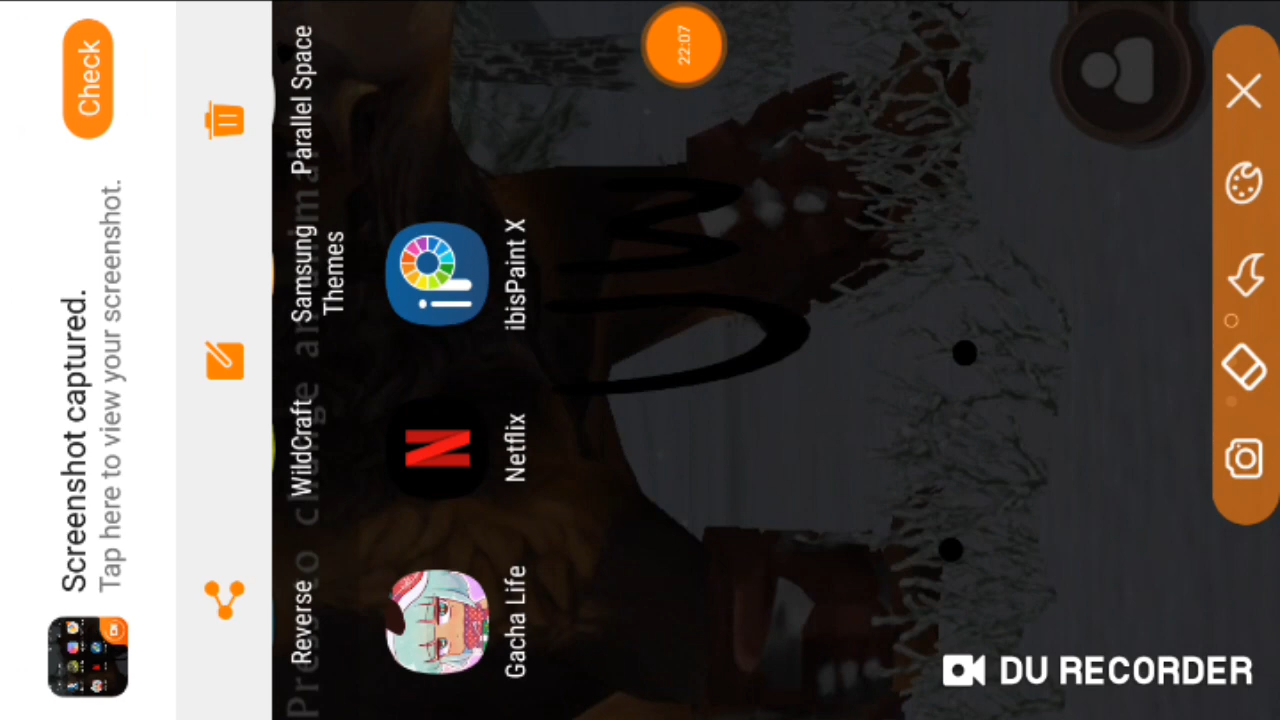 Screenshot captured.
Tap here to view your screenshot.
Check
Reverse
WildCraft
Samsung
Themes
Parallel Space
Gacha Life
Netflix
ibisPaint X
22:07
DU RECORDER